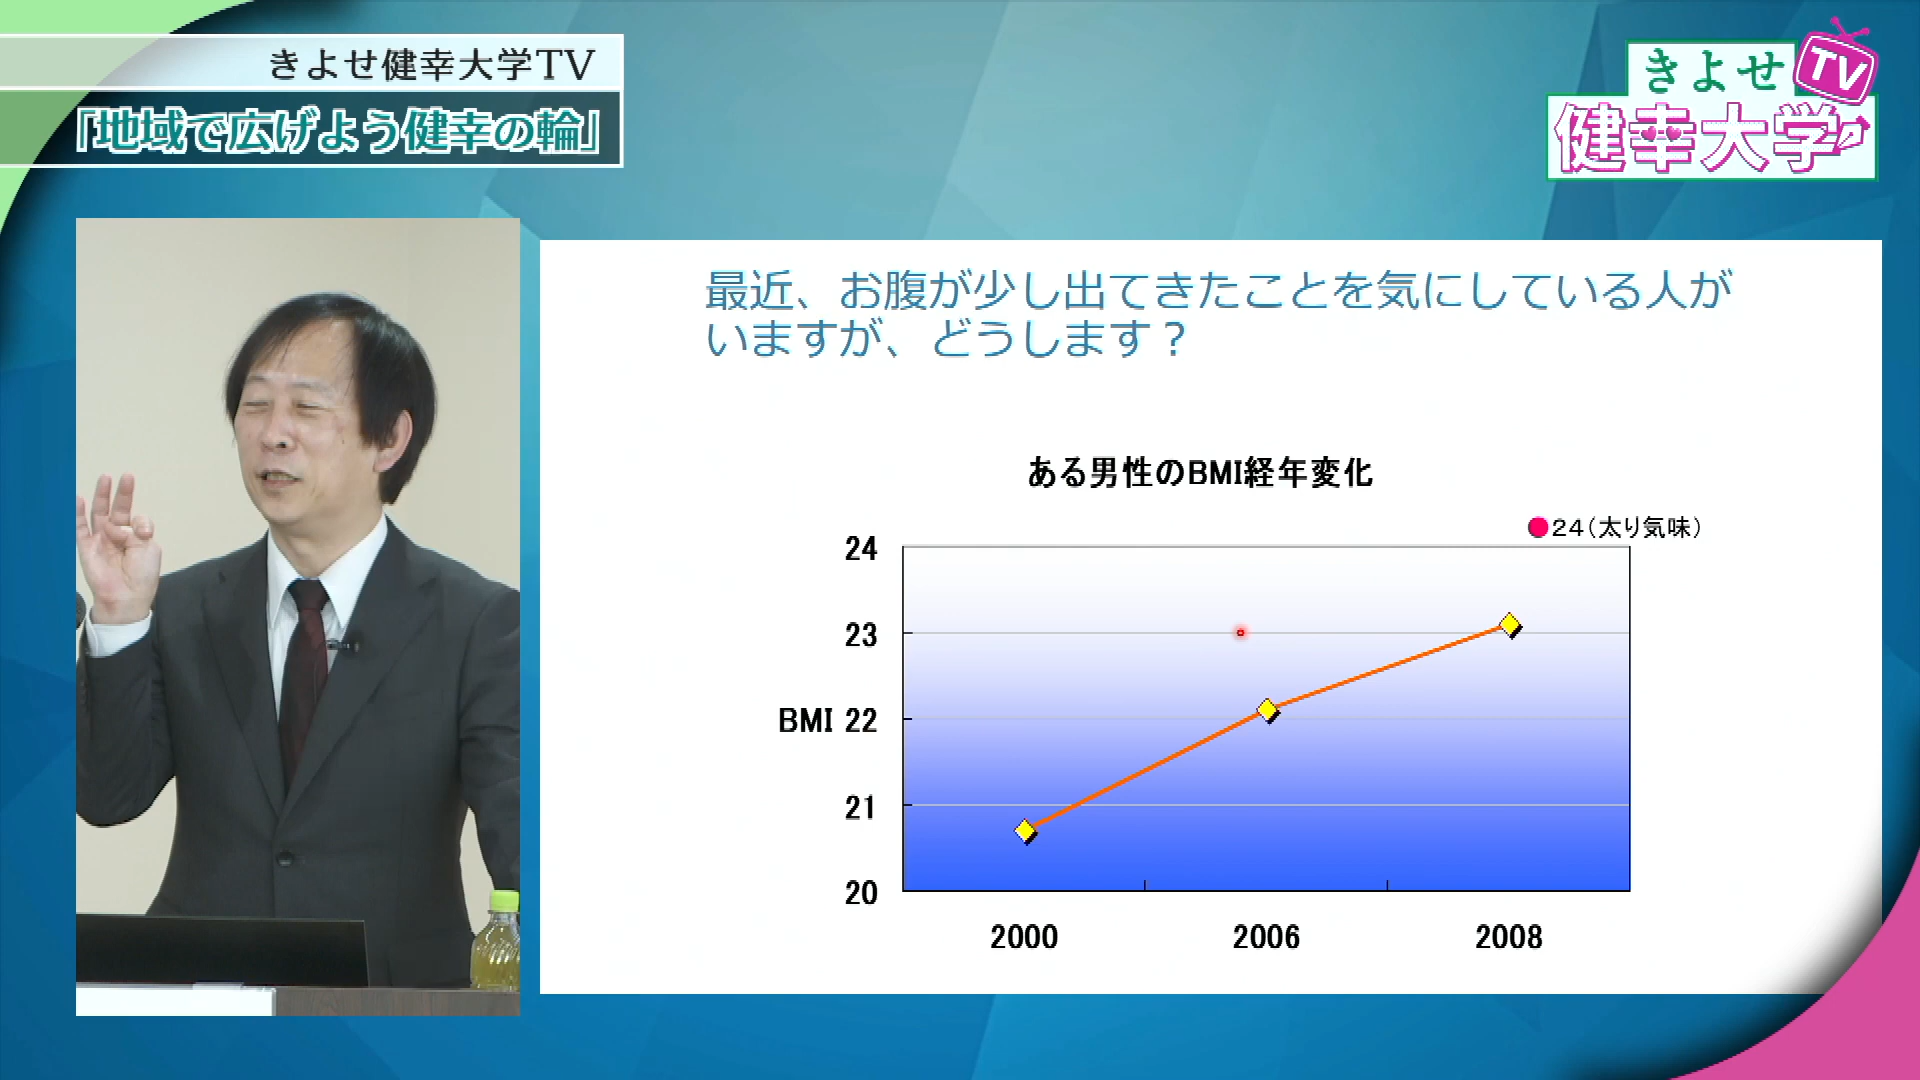 きよせ健幸大学TV
「地域で広げよう健幸の輪」
きよせ
TV
健幸大学
最近、お腹が少し出てきたことを気にしている人が
いますが、どうします？
ある男性のBMI経年変化
24（太り気味）
24
23
BMI 22
21
20
2000 2006 2008